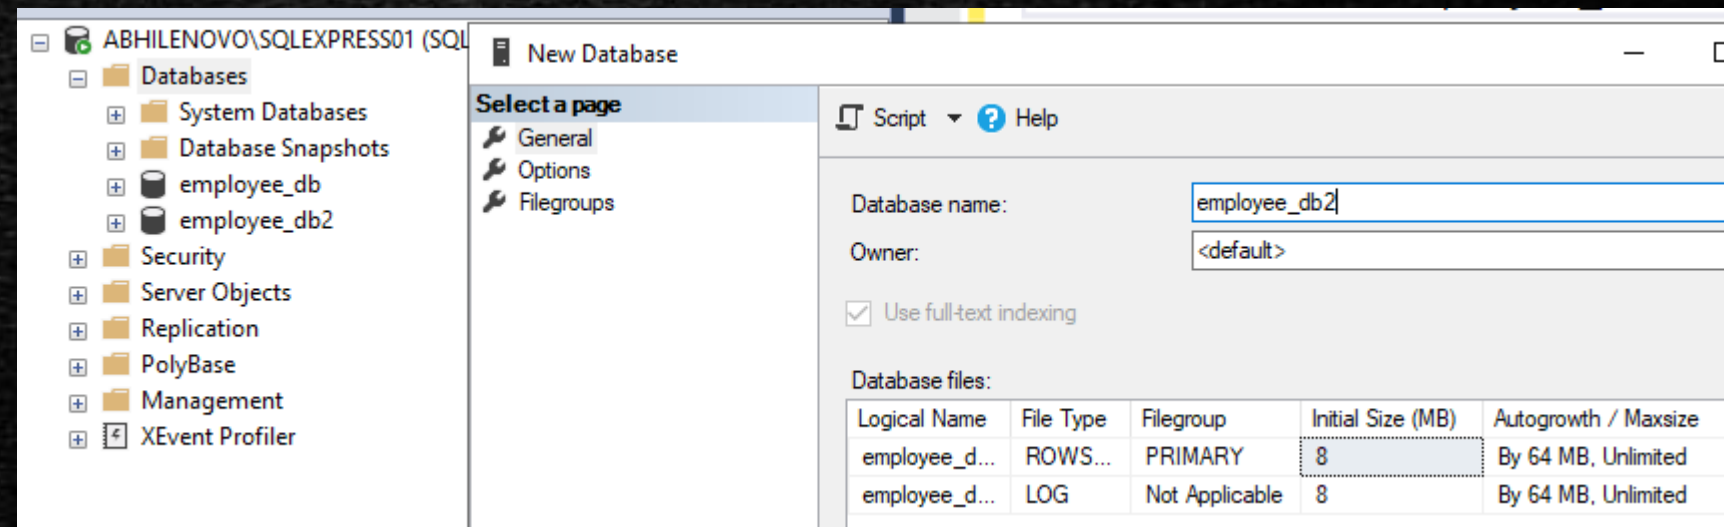 ABHILENOVO\SQLEXPRESS01 (SQL
Databases
System Databases
Database Snapshots
employee_db
employee_db2
Security
Server Objects
Replication
PolyBase
Management
XEvent Profiler
New Database
Select a page
General
Options
Filegroups
Script Help
Database name: employee_db2
Owner: <default>
Use full-text indexing
Database files:
Logical Name File Type Filegroup Initial Size (MB) Autogrowth / Maxsize
employee_d... ROWS... PRIMARY 8 By 64 MB, Unlimited
employee_d... LOG Not Applicable 8 By 64 MB, Unlimited